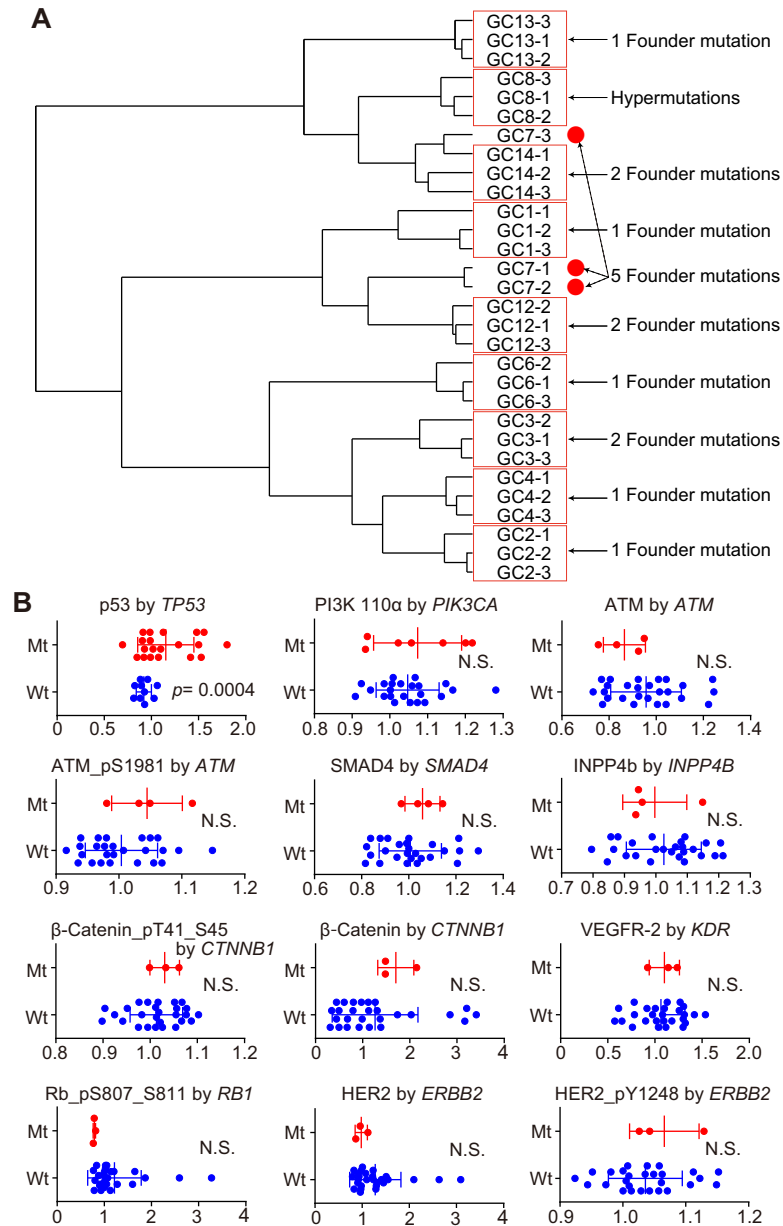 A
GC13-3
GC13-1
GC13-2
1 Founder mutation
GC8-3
GC8-1
GC8-2
Hypermutations
GC7-3
GC14-1
GC14-2
GC14-3
2 Founder mutations
GC1-1
GC1-2
GC1-3
1 Founder mutation
GC7-1
GC7-2
5 Founder mutations
GC12-2
GC12-1
GC12-3
2 Founder mutations
GC6-2
GC6-1
GC6-3
1 Founder mutation
GC3-2
GC3-1
GC3-3
2 Founder mutations
GC4-1
GC4-2
GC4-3
1 Founder mutation
GC2-1
GC2-2
GC2-3
1 Founder mutation
B
p53 by TP53
Mt
Wt
p= 0.0004
0 0.5 1.0 1.5 2.0
PI3K 110α by PIK3CA
Mt
N.S.
Wt
0.8 0.9 1.0 1.1 1.2 1.3
ATM by ATM
Mt
N.S.
Wt
0.6 0.8 1.0 1.2 1.4
ATM_pS1981 by ATM
Mt
N.S.
Wt
0.9 1.0 1.1 1.2
SMAD4 by SMAD4
Mt
N.S.
Wt
0.6 0.8 1.0 1.2 1.4
INPP4b by INPP4B
Mt
N.S.
Wt
0.7 0.8 0.9 1.0 1.1 1.2 1.3
β-Catenin_pT41_S45
by CTNNB1
Mt
N.S.
Wt
0.8 0.9 1.0 1.1 1.2
β-Catenin by CTNNB1
Mt
N.S.
Wt
0 1 2 3 4
VEGFR-2 by KDR
Mt
N.S.
Wt
0 0.5 1.0 1.5 2.0
Rb_pS807_S811 by RB1
Mt
N.S.
Wt
0 1 2 3 4
HER2 by ERBB2
Mt
N.S.
Wt
0 1 2 3 4
HER2_pY1248 by ERBB2
Mt
N.S.
Wt
0.9 1.0 1.1 1.2